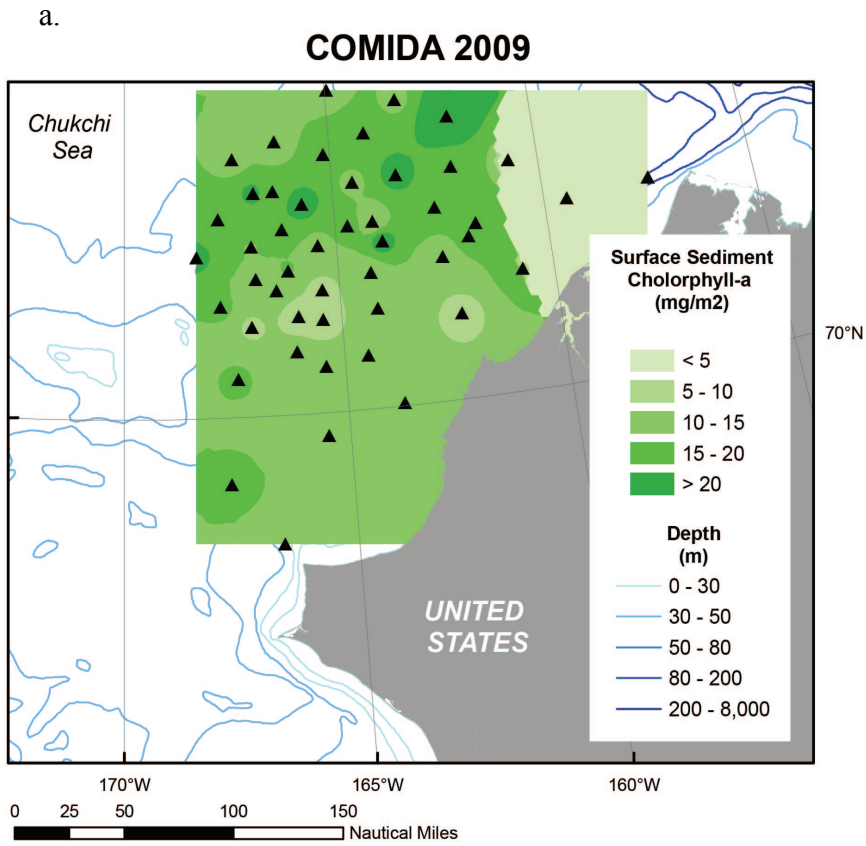 a.
COMIDA 2009
Chukchi
Sea
Surface Sediment
Cholorphyll-a
(mg/m2)
< 5
5 - 10
10 - 15
15 - 20
> 20
Depth
(m)
0 - 30
30 - 50
50 - 80
80 - 200
200 - 8,000
70°N
UNITED
STATES
170°W
165°W
160°W
0 25 50 100 150
Nautical Miles